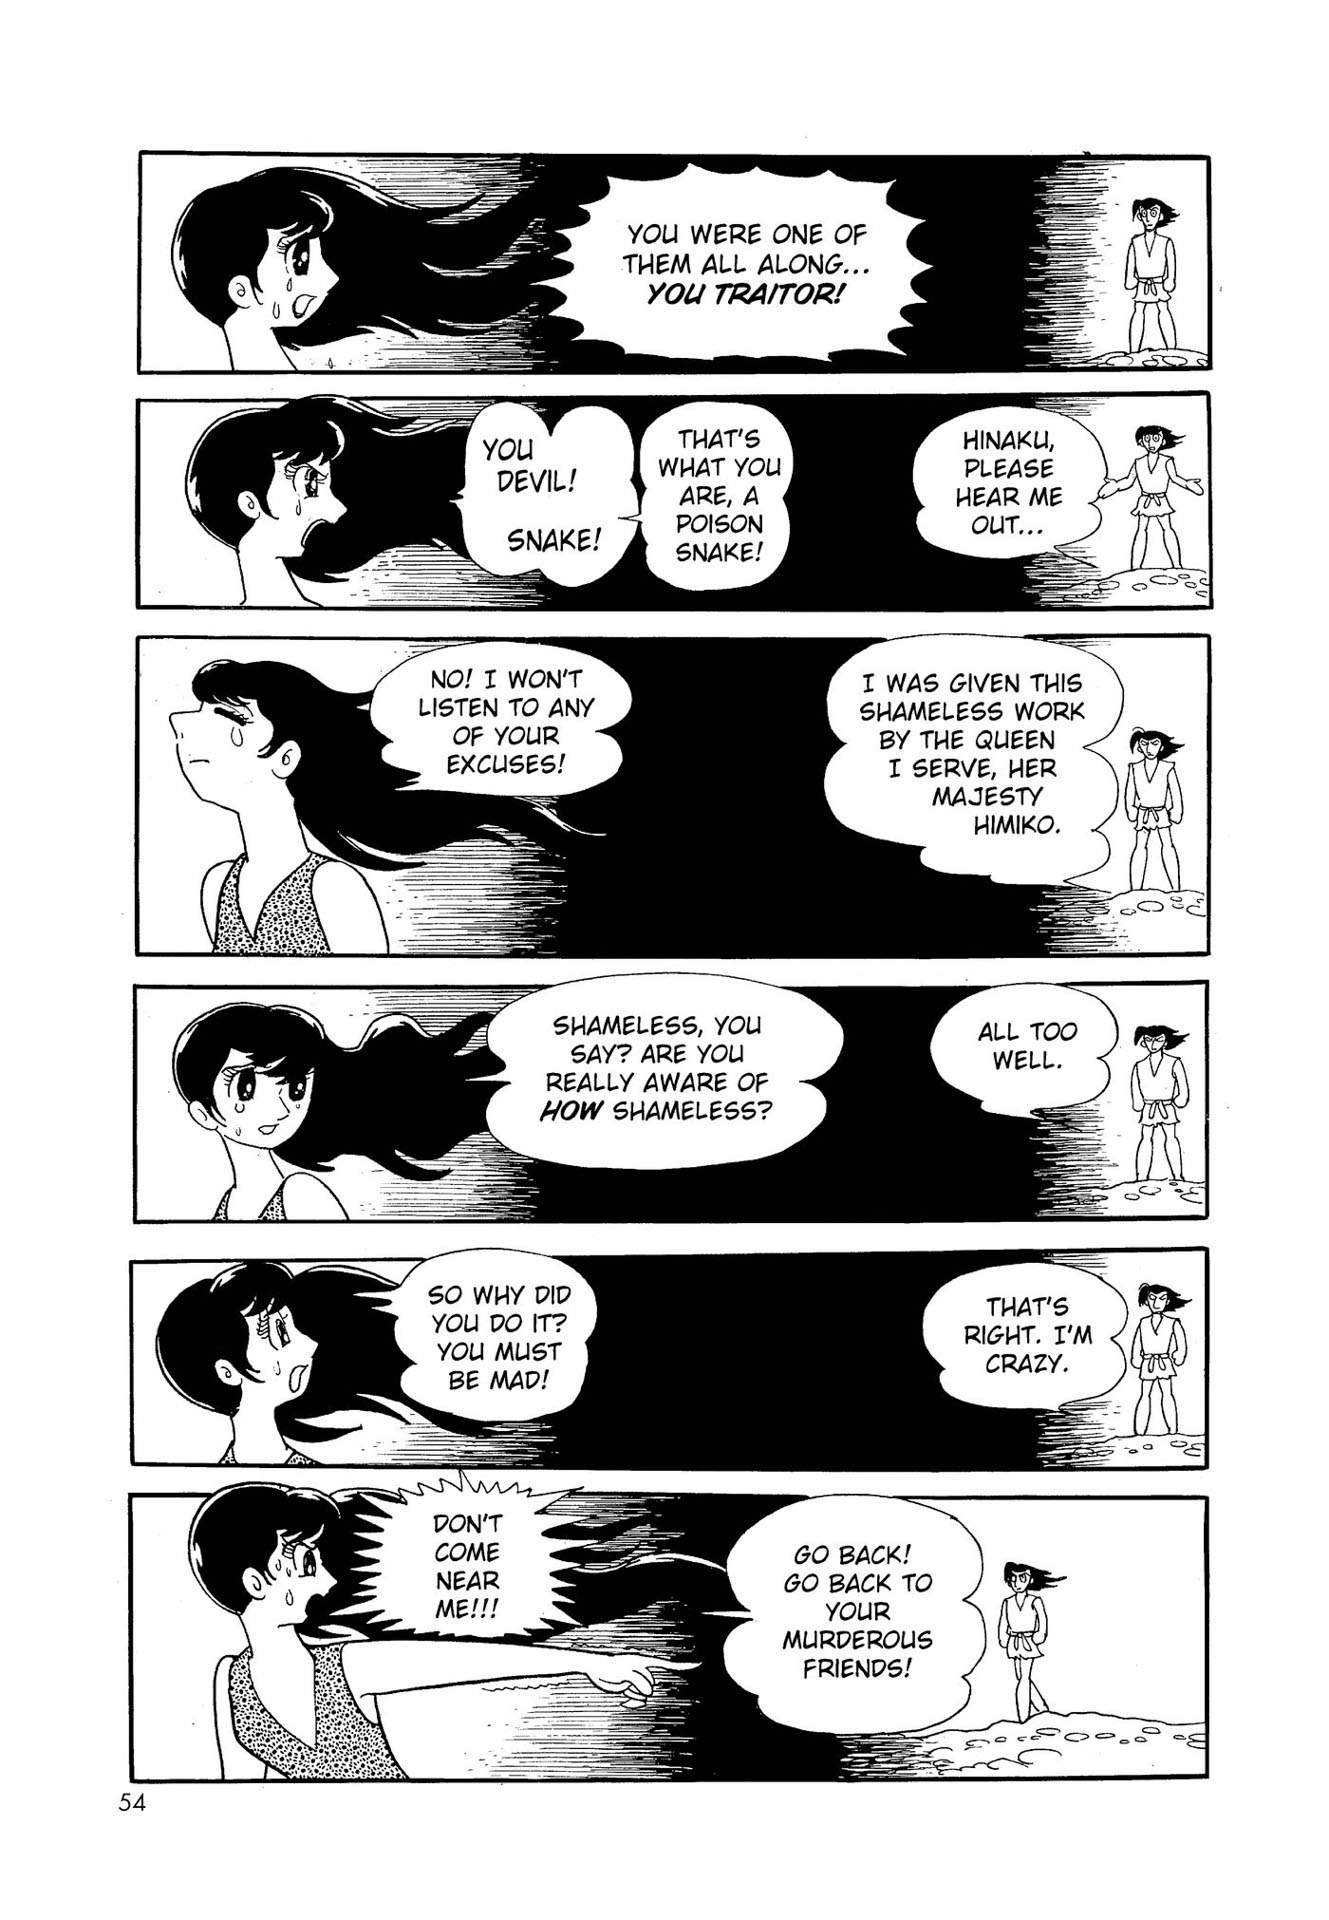 YOU WERE ONE OF
THEM ALL ALONG...
YOU TRAITOR!
YOU
DEVIL!
SNAKE!
THAT'S
WHAT YOU
ARE, A
POISON
SNAKE!
HINAKU,
PLEASE
HEAR ME
OUT...
NO! I WON'T
LISTEN TO ANY
OF YOUR
EXCUSES!
I WAS GIVEN THIS
SHAMELESS WORK
BY THE QUEEN
I SERVE, HER
MAJESTY
HIMIKO.
SHAMELESS, YOU
SAY? ARE YOU
REALLY AWARE OF
HOW SHAMELESS?
ALL TOO
WELL.
SO WHY DID
YOU DO IT?
YOU MUST
BE MAD!
THAT'S
RIGHT. I'M
CRAZY.
DON'T
COME
NEAR
ME!!!
GO BACK!
GO BACK TO
YOUR
MURDEROUS
FRIENDS!
54